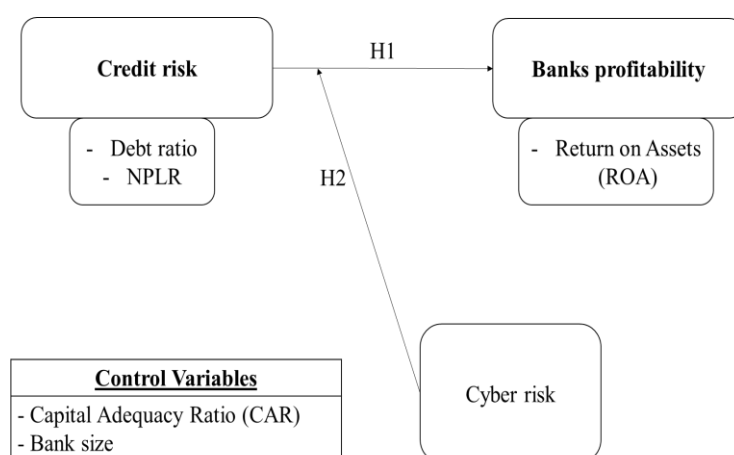 Credit risk
H1
Banks profitability
- Debt ratio
- NPLR
- Return on Assets
(ROA)
H2
Control Variables
- Capital Adequacy Ratio (CAR)
- Bank size
Cyber risk